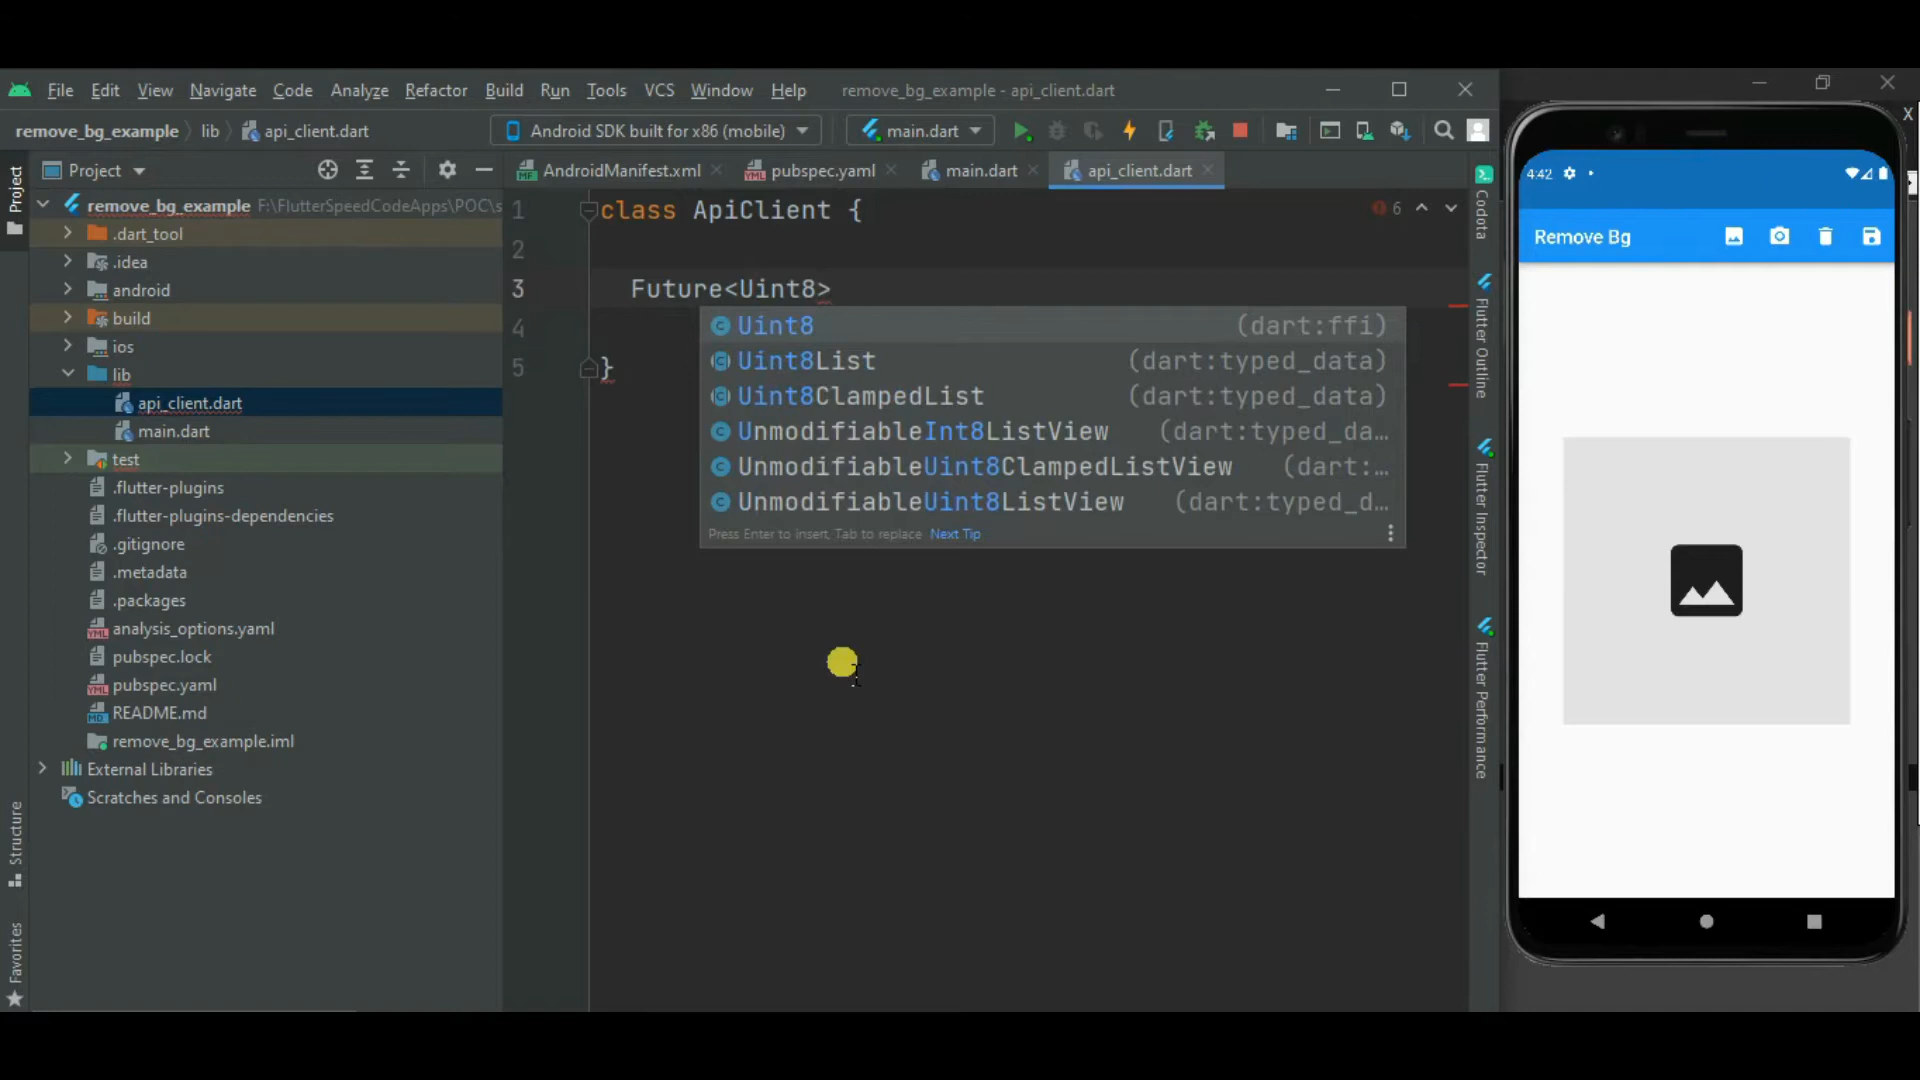 File Edit View Navigate Code Analyze Refactor Build Run Tools VCS Window Help remove_bg_example - api_client.dart
remove_bg_example lib api_client.dart Android SDK built for x86 (mobile) main.dart
Project
Project
AndroidManifest.xml pubspec.yaml main.dart api_client.dart
remove_bg_example F:\FlutterSpeedCodeApps\POC\s
.dart_tool
.idea
android
build
ios
lib
api_client.dart
main.dart
test
.flutter-plugins
.flutter-plugins-dependencies
.gitignore
.metadata
.packages
analysis_options.yaml
pubspec.lock
pubspec.yaml
README.md
remove_bg_example.iml
External Libraries
Scratches and Consoles
Structure
Favorites
1 class ApiClient {
6
2
3 Future<Uint8>
4
5 }
Uint8 (dart:ffi)
Uint8List (dart:typed_data)
Uint8ClampedList (dart:typed_data)
UnmodifiableInt8ListView (dart:typed_da...
UnmodifiableUint8ClampedListView (dart:...
UnmodifiableUint8ListView (dart:typed_d...
Press Enter to insert, Tab to replace Next Tip
Codota
Flutter Outline
Flutter Inspector
Flutter Performance
4:42
Remove Bg